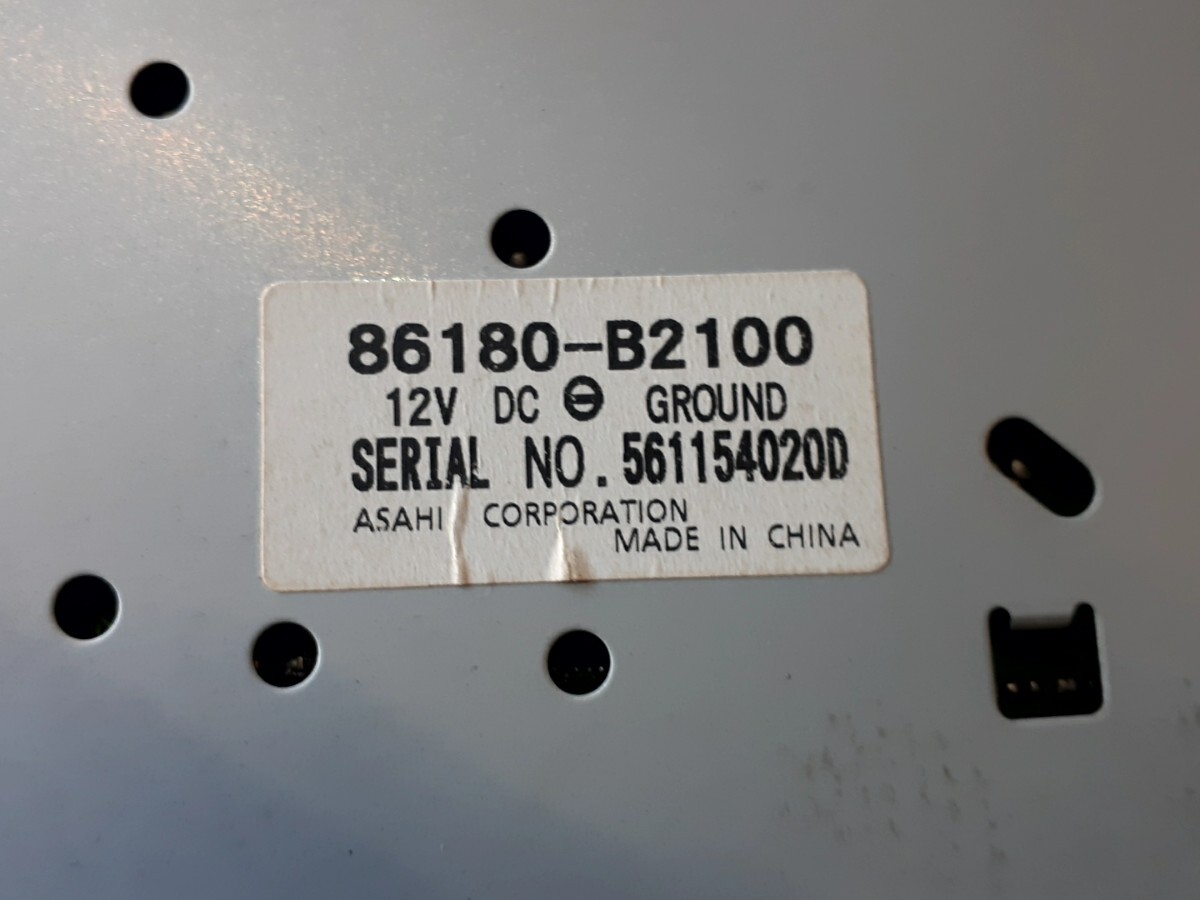 86180-B2100
12V DC ⊖ GROUND
SERIAL NO. 561154020D
ASAHI CORPORATION
MADE IN CHINA